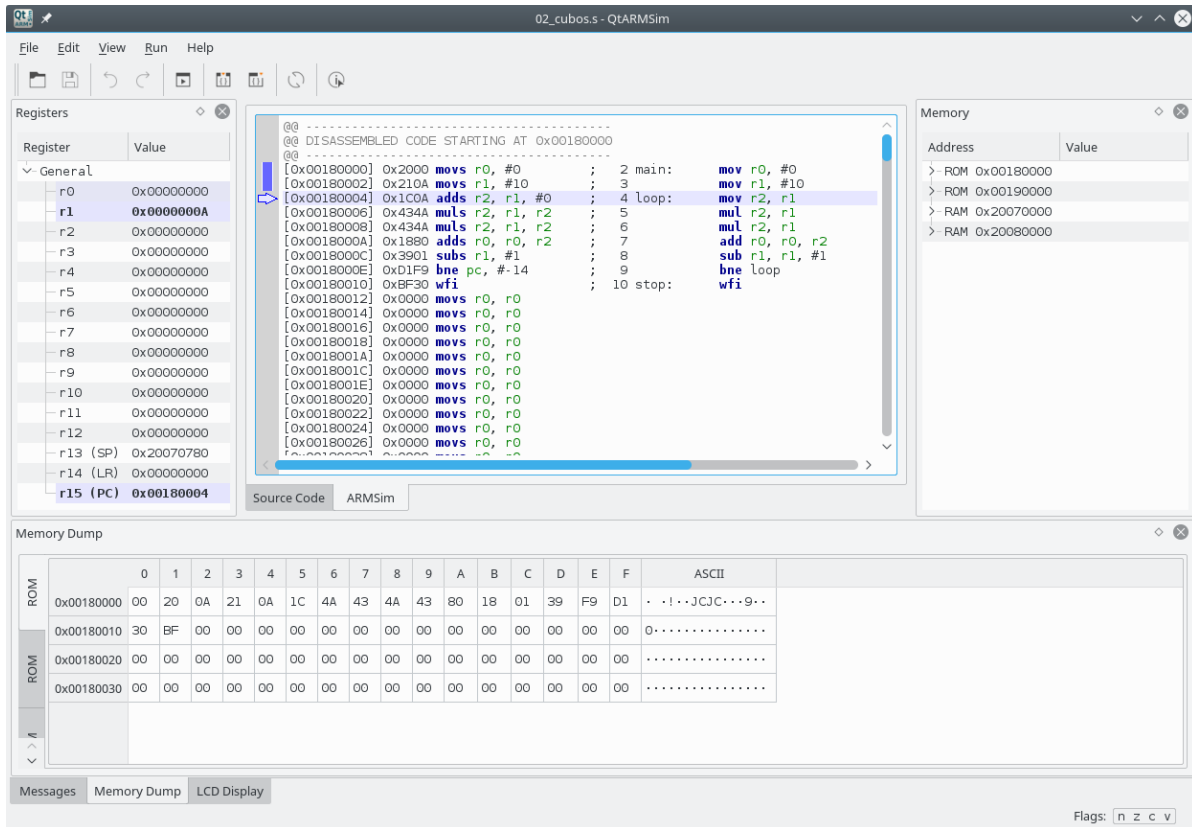 02_cubos.s - QtARMSim
File Edit View Run Help
Registers
Register Value
General
r0 0x00000000
r1 0x0000000A
r2 0x00000000
r3 0x00000000
r4 0x00000000
r5 0x00000000
r6 0x00000000
r7 0x00000000
r8 0x00000000
r9 0x00000000
r10 0x00000000
r11 0x00000000
r12 0x00000000
r13 (SP) 0x20070780
r14 (LR) 0x00000000
r15 (PC) 0x00180004
@@ ----------------------------------------
@@ DISASSEMBLED CODE STARTING AT 0x00180000
@@ ----------------------------------------
[0x00180000] 0x2000 movs r0, #0 ; 2 main: mov r0, #0
[0x00180002] 0x210A movs r1, #10 ; 3 mov r1, #10
[0x00180004] 0x1C0A adds r2, r1, #0 ; 4 loop: mov r2, r1
[0x00180006] 0x434A muls r2, r1, r2 ; 5 mul r2, r1
[0x00180008] 0x434A muls r2, r1, r2 ; 6 mul r2, r1
[0x0018000A] 0x1880 adds r0, r0, r2 ; 7 add r0, r0, r2
[0x0018000C] 0x3901 subs r1, #1 ; 8 sub r1, r1, #1
[0x0018000E] 0xD1F9 bne pc, #-14 ; 9 bne loop
[0x00180010] 0xBF30 wfi ; 10 stop: wfi
[0x00180012] 0x0000 movs r0, r0
[0x00180014] 0x0000 movs r0, r0
[0x00180016] 0x0000 movs r0, r0
[0x00180018] 0x0000 movs r0, r0
[0x0018001A] 0x0000 movs r0, r0
[0x0018001C] 0x0000 movs r0, r0
[0x0018001E] 0x0000 movs r0, r0
[0x00180020] 0x0000 movs r0, r0
[0x00180022] 0x0000 movs r0, r0
[0x00180024] 0x0000 movs r0, r0
[0x00180026] 0x0000 movs r0, r0
Source Code ARMSim
Memory
Address Value
ROM 0x00180000
ROM 0x00190000
RAM 0x20070000
RAM 0x20080000
Memory Dump
ROM
ROM
0 1 2 3 4 5 6 7 8 9 A B C D E F ASCII
0x00180000 00 20 0A 21 0A 1C 4A 43 4A 43 80 18 01 39 F9 D1 · ·!··JCJC···9··
0x00180010 30 BF 00 00 00 00 00 00 00 00 00 00 00 00 00 00 0···············
0x00180020 00 00 00 00 00 00 00 00 00 00 00 00 00 00 00 00 ················
0x00180030 00 00 00 00 00 00 00 00 00 00 00 00 00 00 00 00 ················
Messages Memory Dump LCD Display
Flags: n z c v